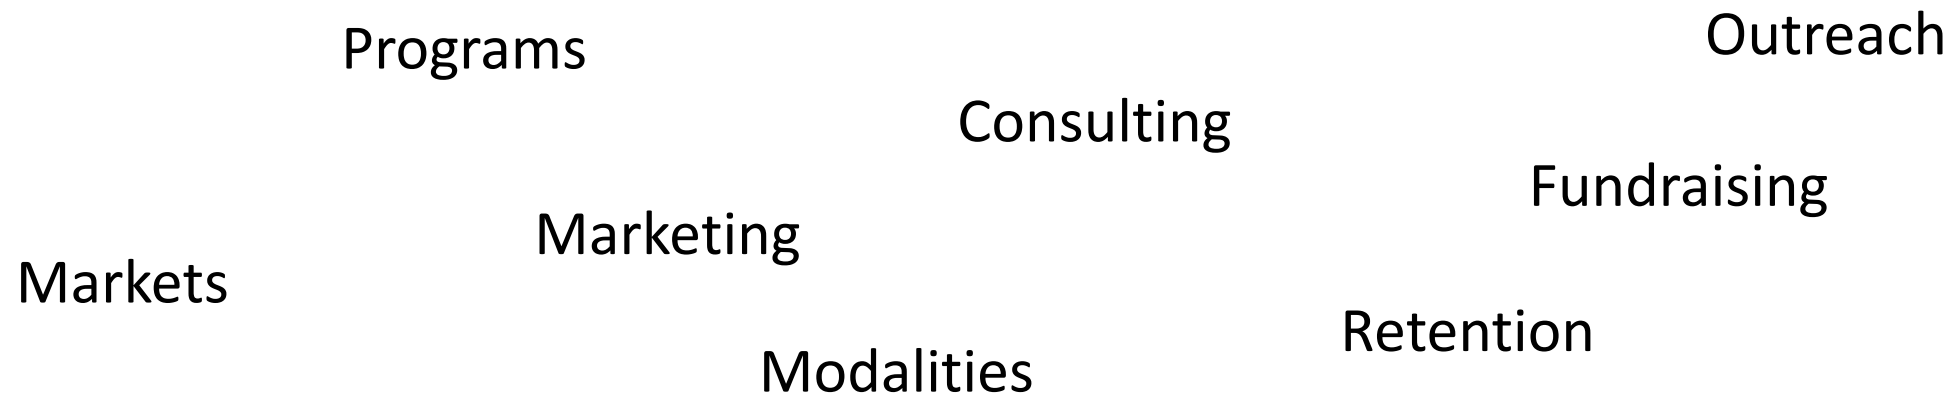 Outreach
Programs
Consulting
Fundraising
Marketing
Markets
Retention
Modalities